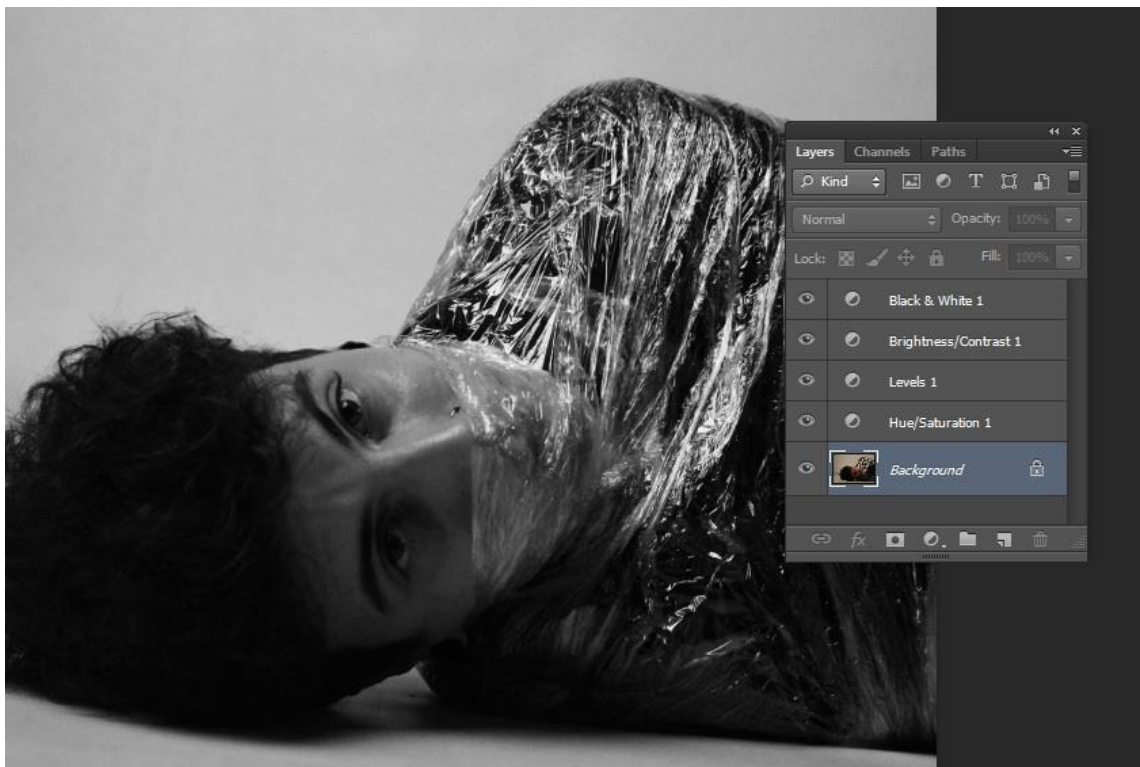 Layers Channels Paths
Kind
Normal Opacity: 100%
Lock: Fill: 100%
Black & White 1
Brightness/Contrast 1
Levels 1
Hue/Saturation 1
Background
fx